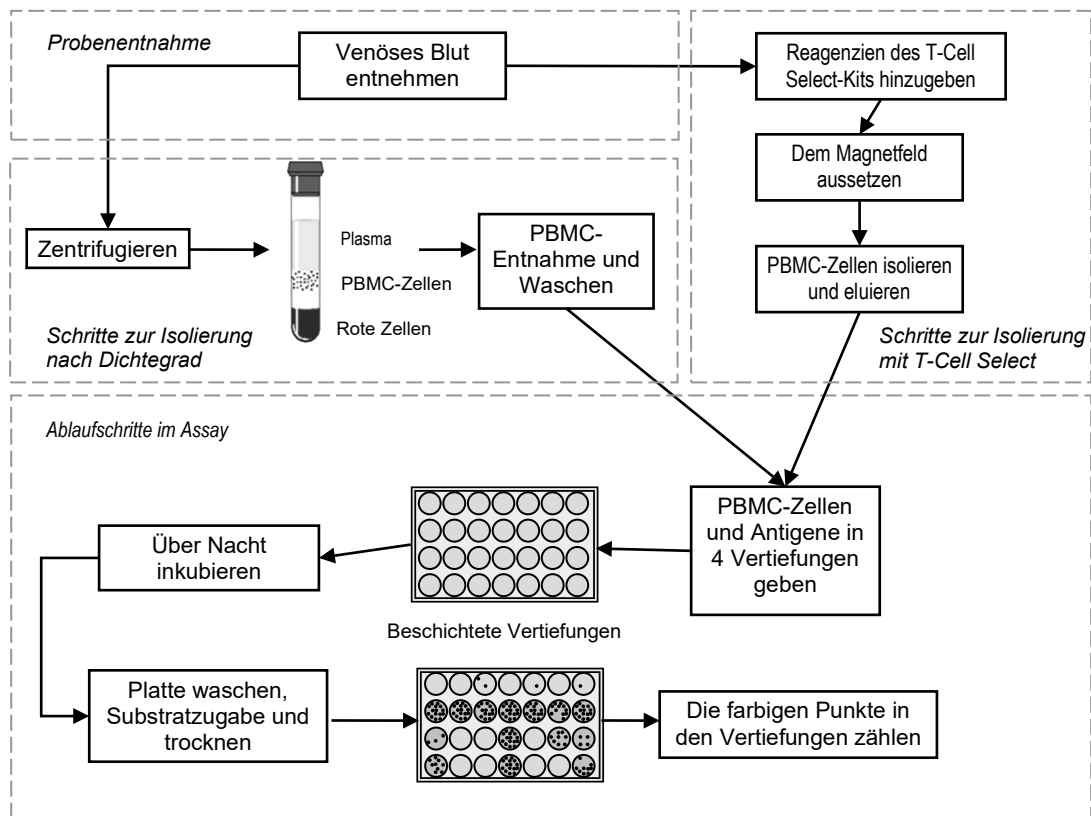 Probenentnahme
Venöses Blut
entnehmen
Reagenzien des T-Cell
Select-Kits hinzugeben
Dem Magnetfeld
aussetzen
PBMC-Zellen isolieren
und eluieren
Schritte zur Isolierung
mit T-Cell Select
Zentrifugieren
Plasma
PBMC-Zellen
Rote Zellen
PBMC-
Entnahme und
Waschen
Schritte zur Isolierung
nach Dichtegrad
Ablaufschritte im Assay
PBMC-Zellen
und Antigene in
4 Vertiefungen
geben
Beschichtete Vertiefungen
Über Nacht
inkubieren
Platte waschen,
Substratzugabe und
trocknen
Die farbigen Punkte in
den Vertiefungen zählen